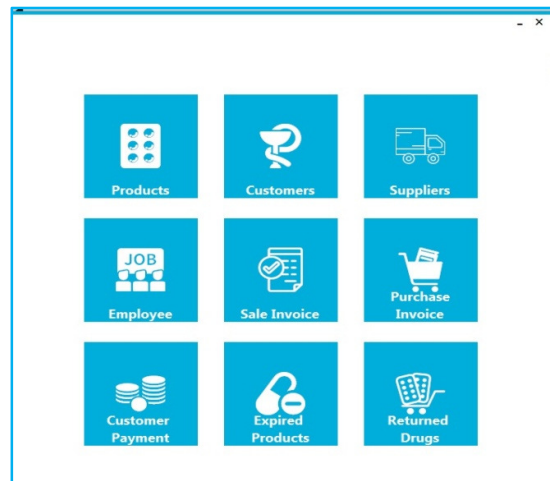 Products
Customers
Suppliers
JOB
Employee
Sale Invoice
Purchase
Invoice
Customer
Payment
Expired
Products
Returned
Drugs